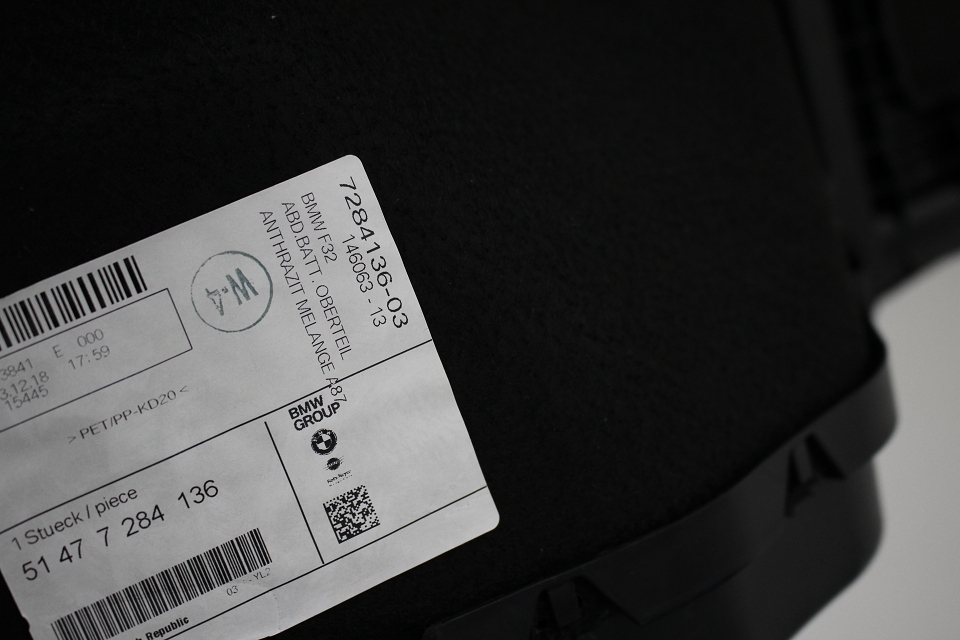 7284136-03
146063 - 13
BMW F32
ABD.BATT. OBERTEIL
ANTHRAZIT MELANGE A87
W.4
3841 E 000
3.12.18 17:59
15445
>PET/PP-KD20<
BMW
GROUP
1 Stueck / piece
51 47 7 284 136
03 YL2
Republic